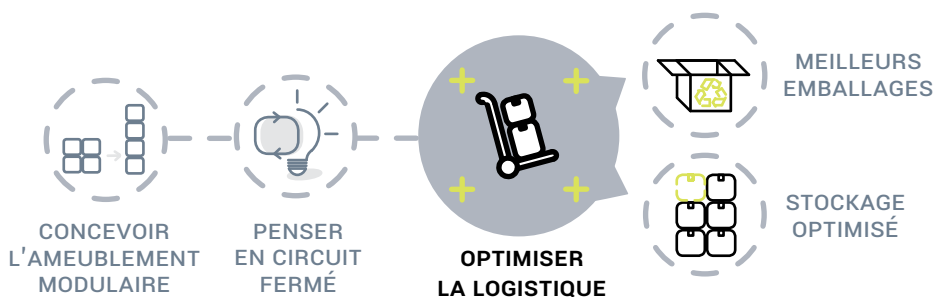 CONCEVOIR
L'AMEUBLEMENT
MODULAIRE
PENSER
EN CIRCUIT
FERMÉ
OPTIMISER
LA LOGISTIQUE
MEILLEURS
EMBALLAGES
STOCKAGE
OPTIMISÉ